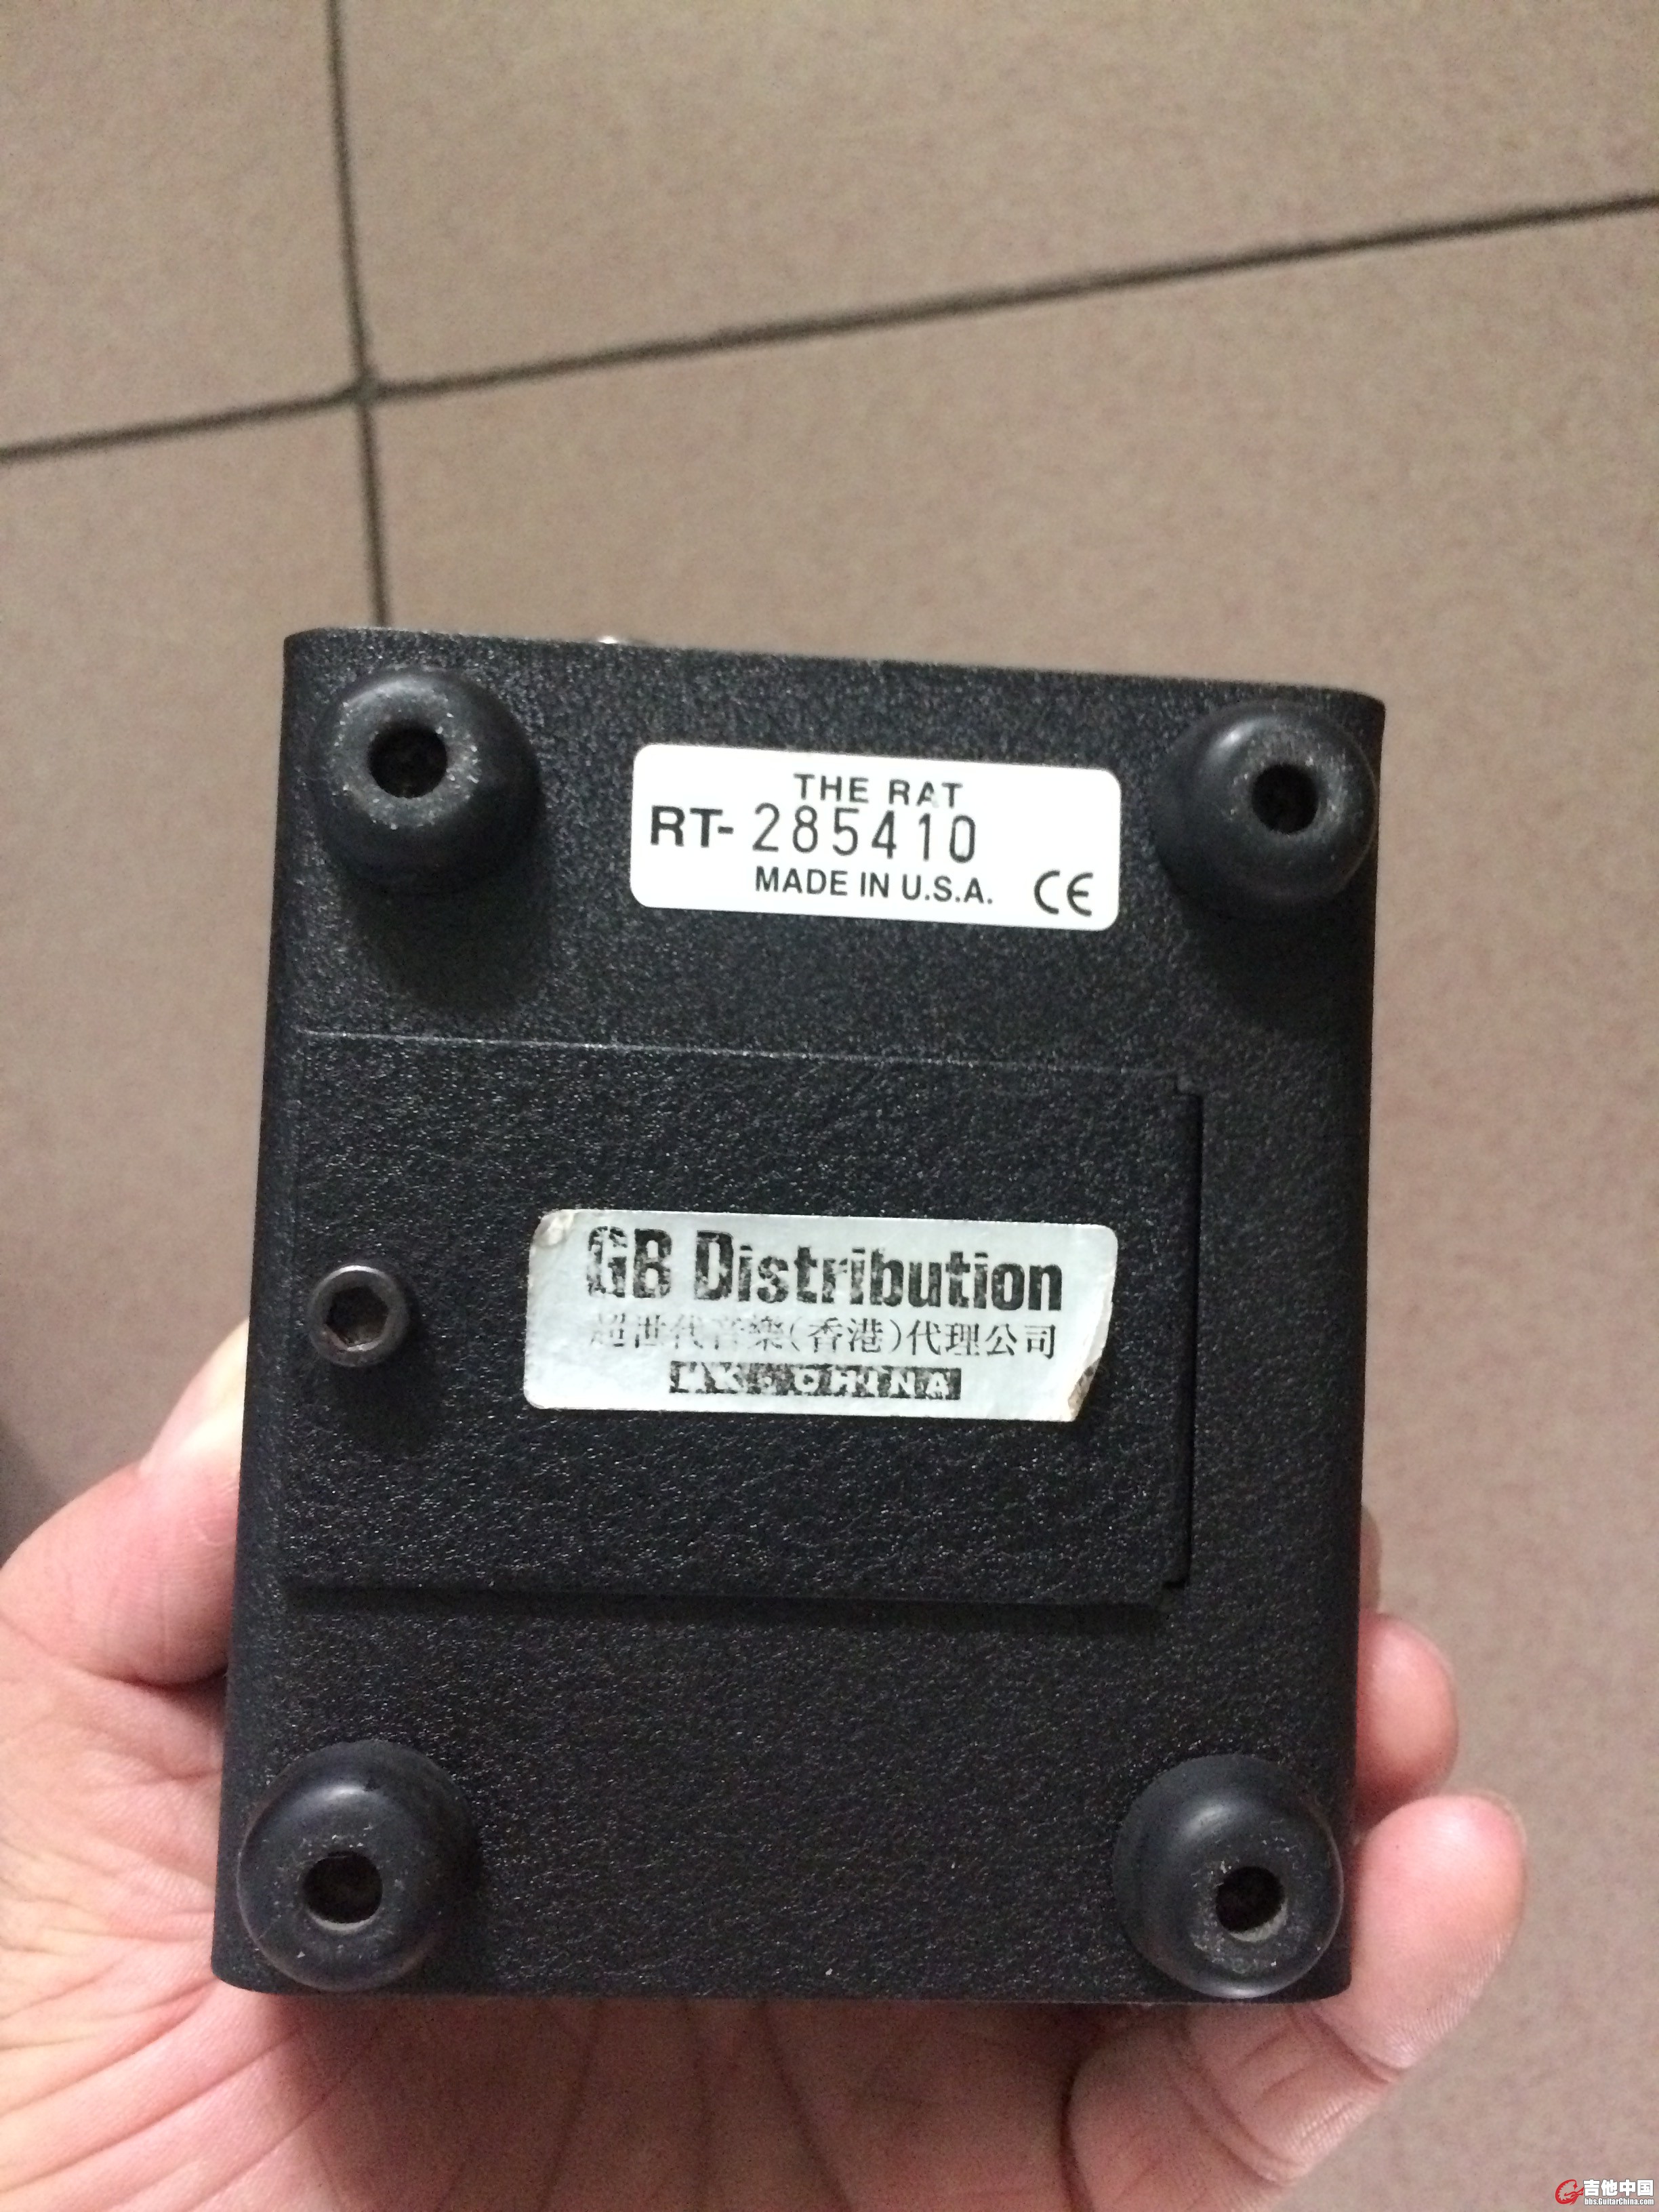 THE RAT
RT-285410
MADE IN U.S.A. CE
GB Distribution
超世代音樂(香港)代理公司
HK & CHINA
吉他中国
bbs.GuitarChina.com